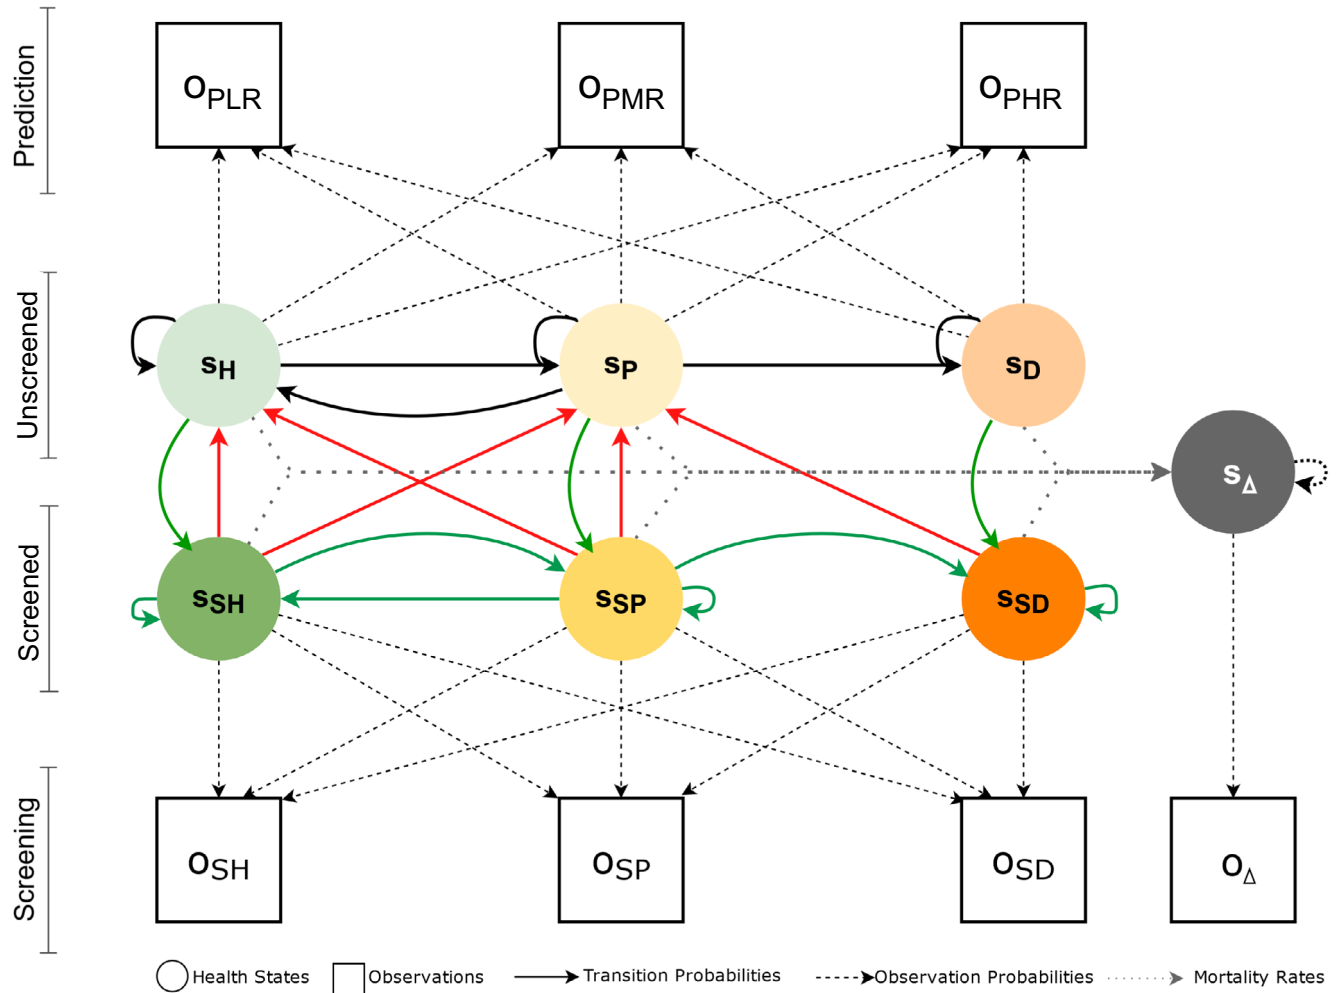 Prediction
OPLR
OPMR
OPHR
Unscreened
sH
sP
sD
sΔ
Screened
sSH
sSP
sSD
Screening
OSH
OSP
OSD
OΔ
Health States
Observations
Transition Probabilities
Observation Probabilities
Mortality Rates